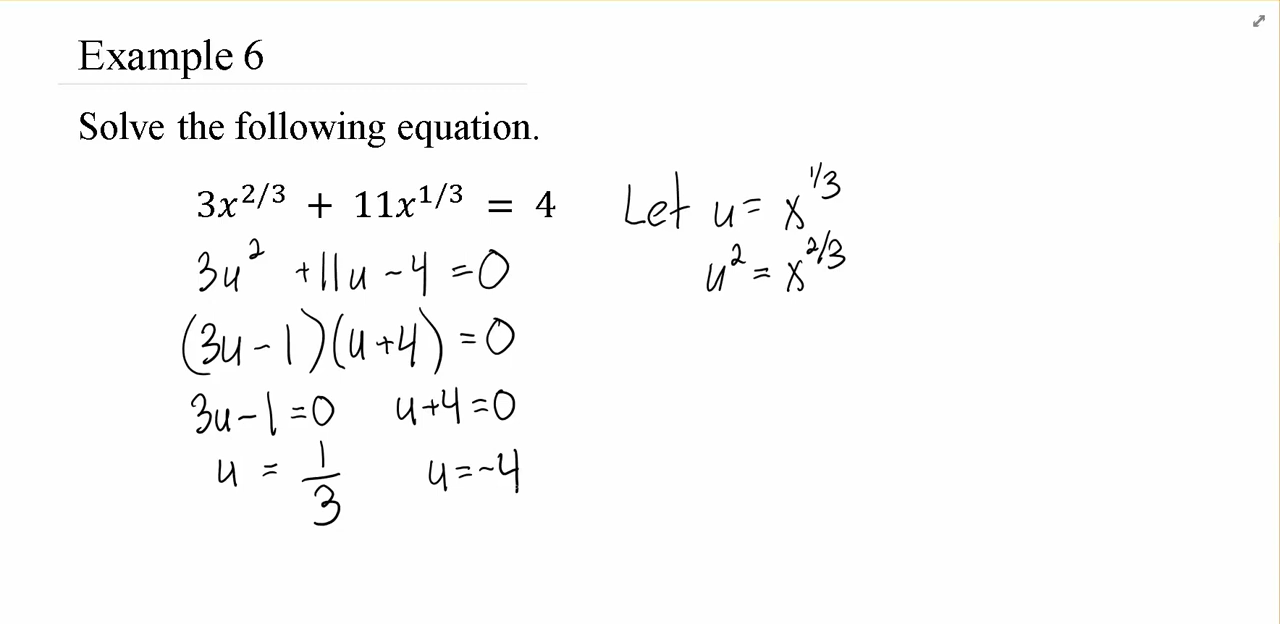 Example 6
Solve the following equation.
3x^{2/3} + 11x^{1/3} = 4
Let u = x^{1/3}
u^2 = x^{2/3}
3u^2 + 11u - 4 = 0
(3u - 1)(u + 4) = 0
3u - 1 = 0 u + 4 = 0
u = 1/3 u = -4